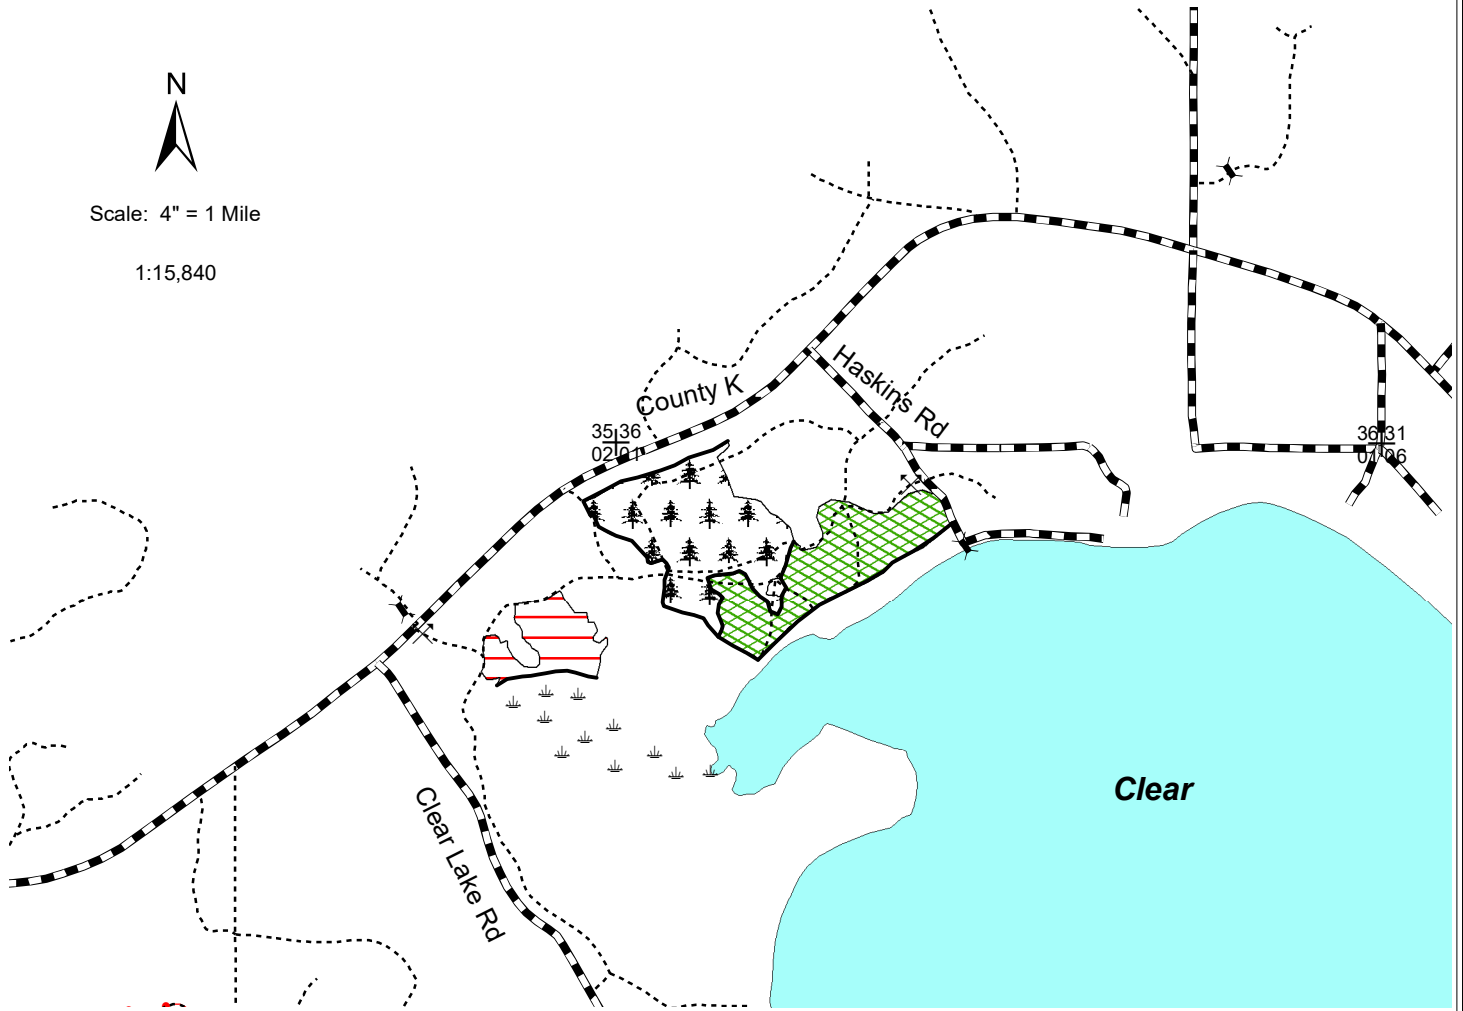 N
Scale: 4" = 1 Mile
1:15,840
Haskins Rd
County K
35 36
02 01
36 31
01 06
Clear
Clear Lake Rd